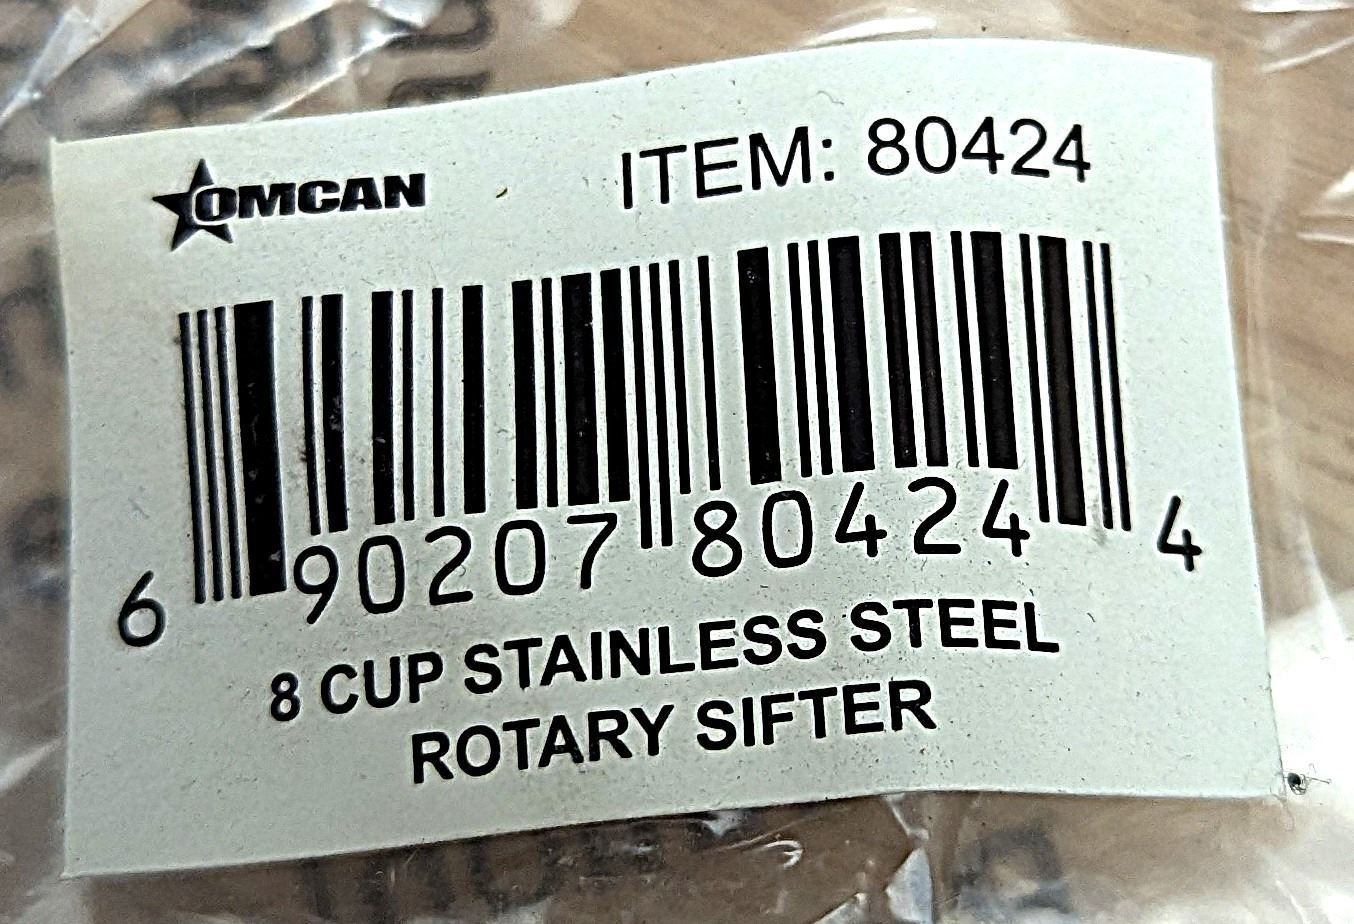 OMCAN
ITEM: 80424
6 90207 80424 4
8 CUP STAINLESS STEEL
ROTARY SIFTER